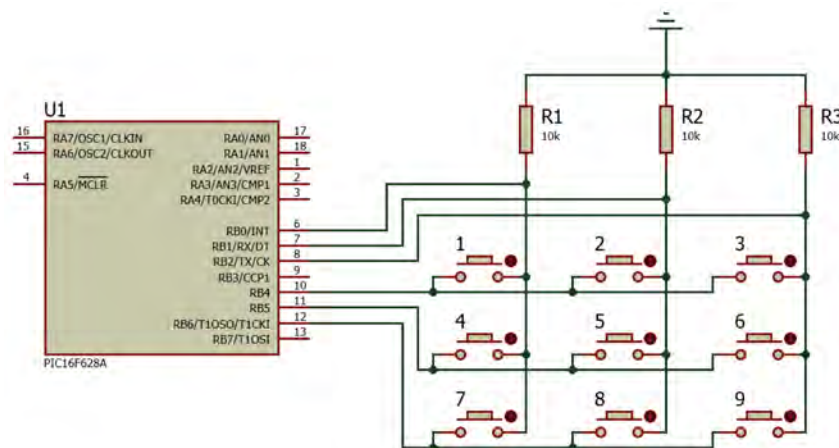 U1
16 RA7/OSC1/CLKIN RA0/AN0 17
15 RA6/OSC2/CLKOUT RA1/AN1 18
RA2/AN2/VREF 1
4 RA5/MCLR RA3/AN3/CMP1 2
RA4/T0CKI/CMP2 3
RB0/INT 6
RB1/RX/DT 7
RB2/TX/CK 8
RB3/CCP1 9
RB4 10
RB5 11
RB6/T1OSO/T1CKI 12
RB7/T1OSI 13
PIC16F628A
R1
10k
R2
10k
R3
10k
1 2 3
4 5 6
7 8 9